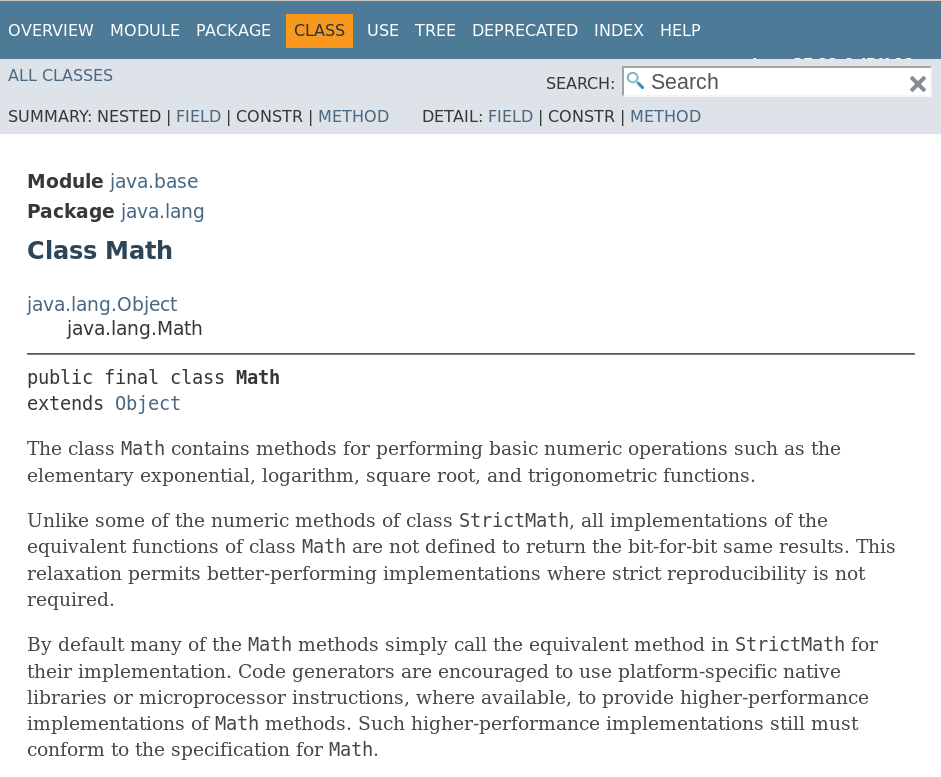 OVERVIEW MODULE PACKAGE CLASS USE TREE DEPRECATED INDEX HELP
ALL CLASSES
SEARCH: Search
SUMMARY: NESTED | FIELD | CONSTR | METHOD DETAIL: FIELD | CONSTR | METHOD
Module java.base
Package java.lang
Class Math
java.lang.Object
java.lang.Math
public final class Math
extends Object
The class Math contains methods for performing basic numeric operations such as the
elementary exponential, logarithm, square root, and trigonometric functions.
Unlike some of the numeric methods of class StrictMath, all implementations of the
equivalent functions of class Math are not defined to return the bit-for-bit same results. This
relaxation permits better-performing implementations where strict reproducibility is not
required.
By default many of the Math methods simply call the equivalent method in StrictMath for
their implementation. Code generators are encouraged to use platform-specific native
libraries or microprocessor instructions, where available, to provide higher-performance
implementations of Math methods. Such higher-performance implementations still must
conform to the specification for Math.